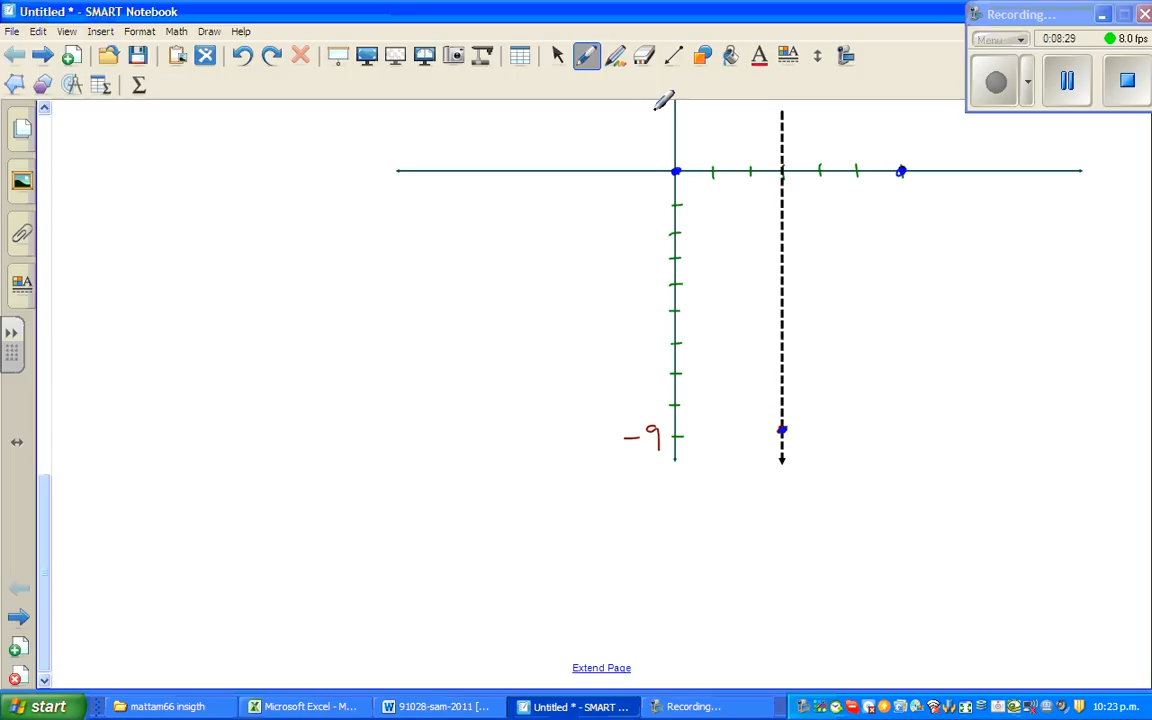 Untitled * - SMART Notebook
Recording...
File Edit View Insert Format Math Draw Help
Menu
0:08:29
8.0 fps
A
A
Σ
Σ
A
-9
Extend Page
start
mattam66 insigth
Microsoft Excel - M...
91028-sam-2011 [...
Untitled * - SMART ...
Recording...
10:23 p.m.